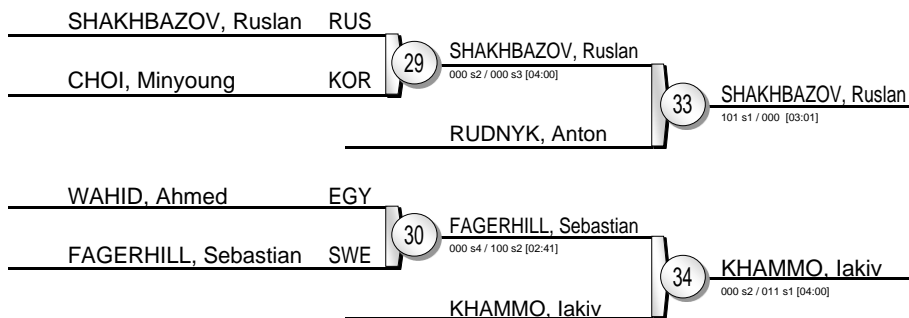 SHAKHBAZOV, Ruslan RUS
29
SHAKHBAZOV, Ruslan
000 s2 / 000 s3 [04:00]
CHOI, Minyoung KOR
33
SHAKHBAZOV, Ruslan
101 s1 / 000 [03:01]
RUDNYK, Anton
WAHID, Ahmed EGY
30
FAGERHILL, Sebastian
000 s4 / 100 s2 [02:41]
FAGERHILL, Sebastian SWE
34
KHAMMO, Iakiv
000 s2 / 011 s1 [04:00]
KHAMMO, Iakiv